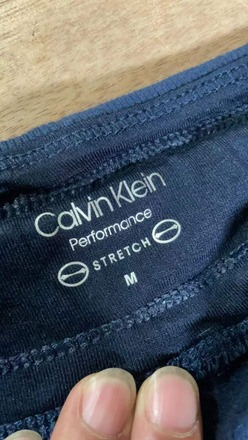 Calvin Klein
Performance
STRETCH
M